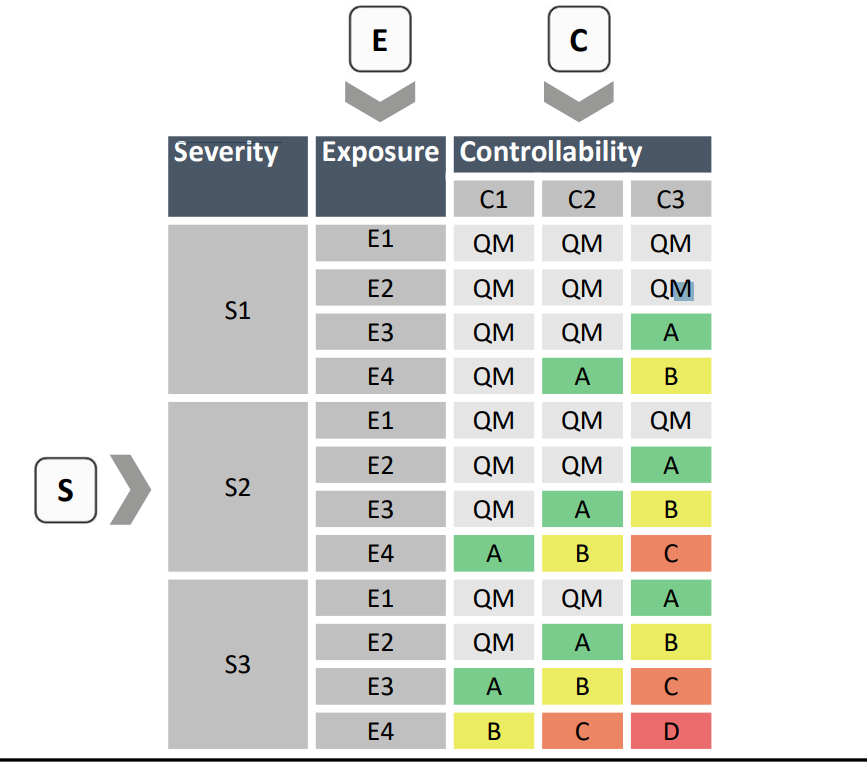 E C
Severity Exposure Controllability
C1 C2 C3
S1
E1 QM QM QM
E2 QM QM QM
E3 QM QM A
E4 QM A B
S S2
E1 QM QM QM
E2 QM QM A
E3 QM A B
E4 A B C
S3
E1 QM QM A
E2 QM A B
E3 A B C
E4 B C D